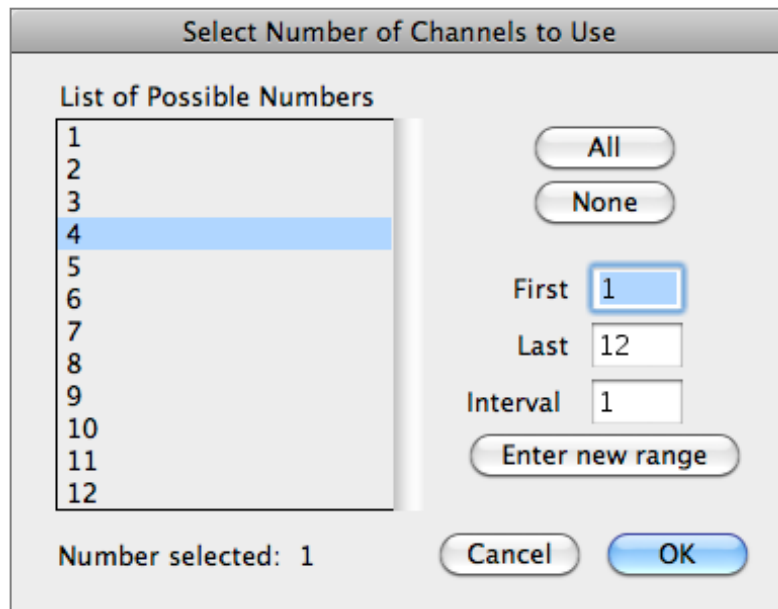 Select Number of Channels to Use
List of Possible Numbers
1
2
3
4
5
6
7
8
9
10
11
12
All
None
First 1
Last 12
Interval 1
Enter new range
Number selected: 1
Cancel
OK